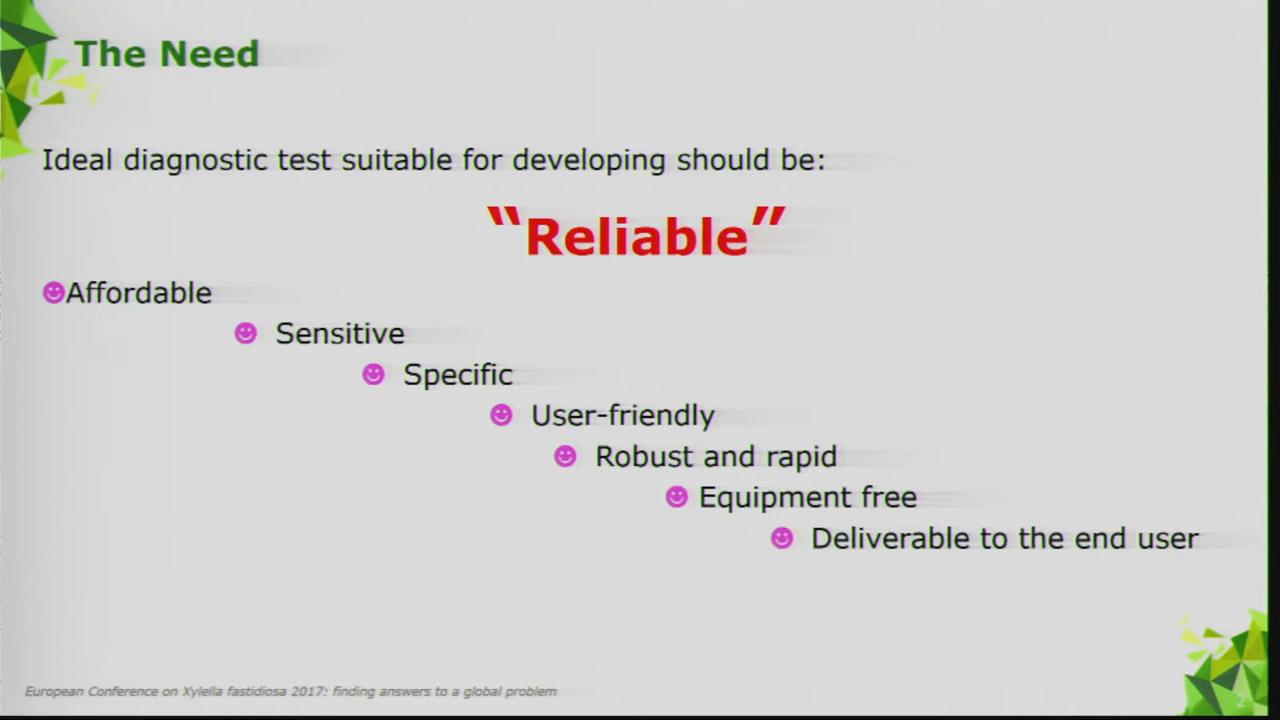 The Need
Ideal diagnostic test suitable for developing should be:
“Reliable”
Affordable
Sensitive
Specific
User-friendly
Robust and rapid
Equipment free
Deliverable to the end user
European Conference on Xylella fastidiosa 2017: finding answers to a global problem
2